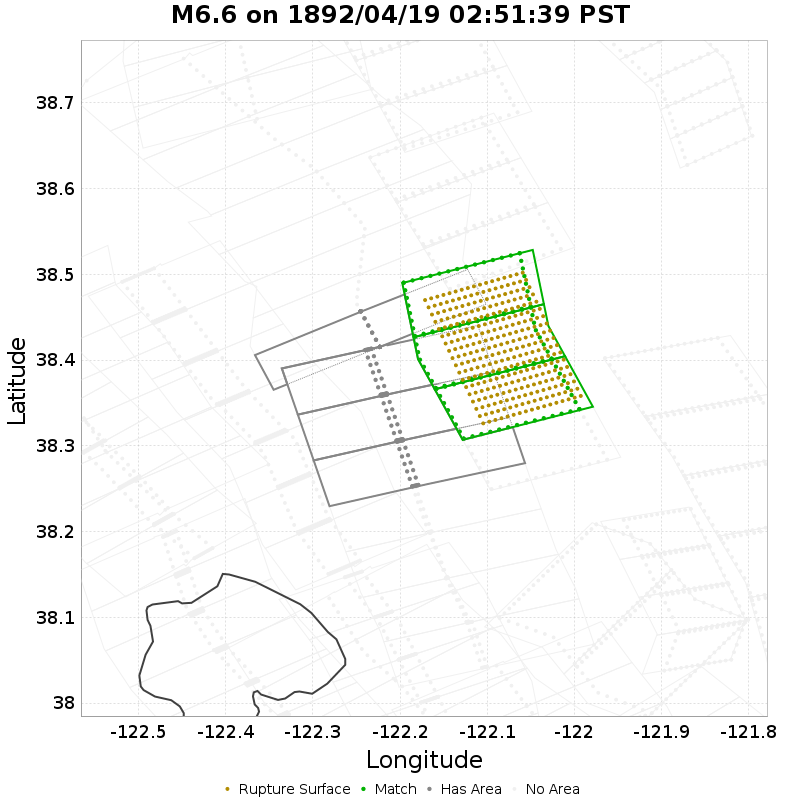 M6.6 on 1892/04/19 02:51:39 PST
38.7
38.6
38.5
38.4
38.3
38.2
38.1
38
Latitude
-122.5 -122.4 -122.3 -122.2 -122.1 -122 -121.9 -121.8
Longitude
Rupture Surface Match Has Area No Area